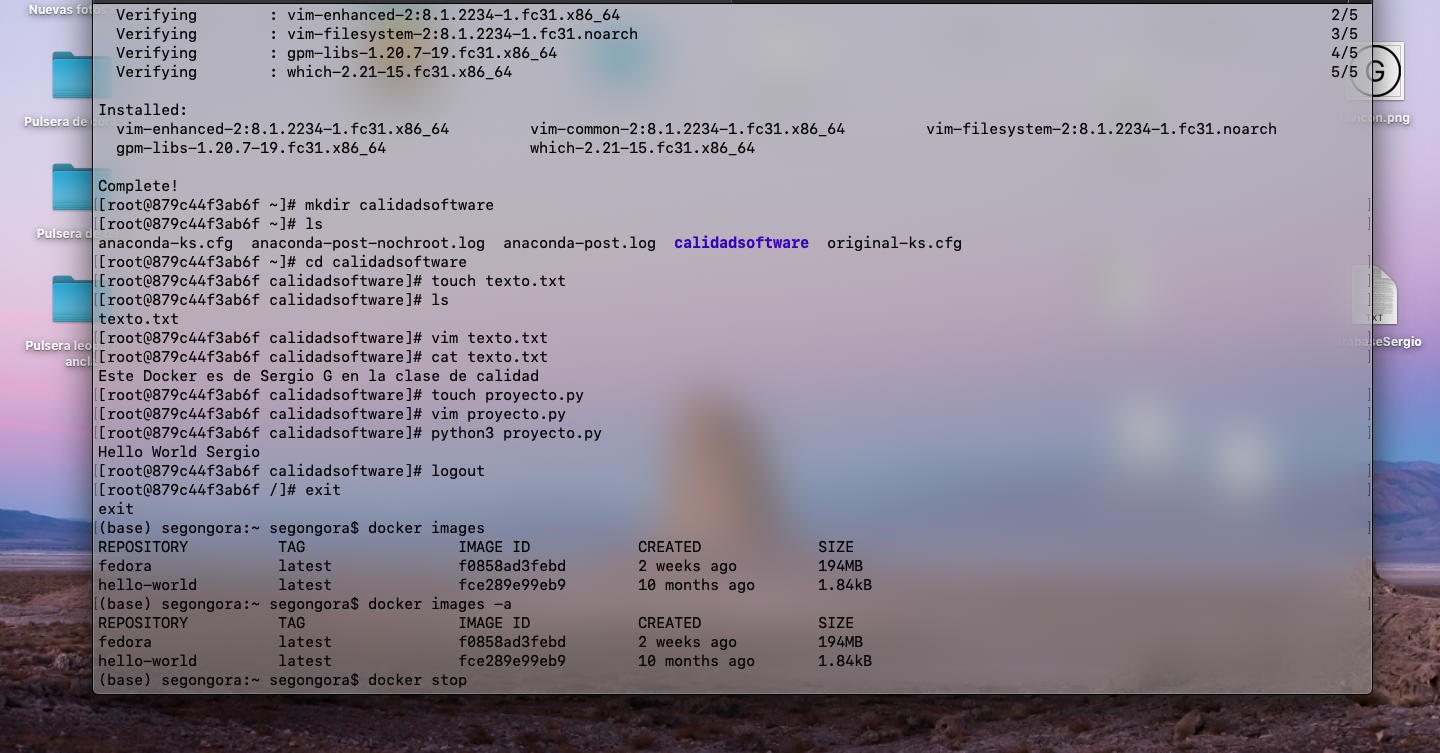 Nuevas foto
Verifying : vim-enhanced-2:8.1.2234-1.fc31.x86_64 2/5
Verifying : vim-filesystem-2:8.1.2234-1.fc31.noarch 3/5
Verifying : gpm-libs-1.20.7-19.fc31.x86_64 4/5
Verifying : which-2.21-15.fc31.x86_64 5/5
G
Pulsera de
Installed:
vim-enhanced-2:8.1.2234-1.fc31.x86_64 vim-common-2:8.1.2234-1.fc31.x86_64 vim-filesystem-2:8.1.2234-1.fc31.noarch
gpm-libs-1.20.7-19.fc31.x86_64 which-2.21-15.fc31.x86_64
Complete!
[[root@879c44f3ab6f ~]# mkdir calidadsoftware ]
[[root@879c44f3ab6f ~]# ls ]
anaconda-ks.cfg anaconda-post-nochroot.log anaconda-post.log calidadsoftware original-ks.cfg
Pulsera de
[[root@879c44f3ab6f ~]# cd calidadsoftware ]
[[root@879c44f3ab6f calidadsoftware]# touch texto.txt ]
[[root@879c44f3ab6f calidadsoftware]# ls ]
texto.txt
TXT
[[root@879c44f3ab6f calidadsoftware]# vim texto.txt ]
[[root@879c44f3ab6f calidadsoftware]# cat texto.txt ]
Pulsera leo
ancla
Este Docker es de Sergio G en la clase de calidad
[[root@879c44f3ab6f calidadsoftware]# touch proyecto.py ]
[[root@879c44f3ab6f calidadsoftware]# vim proyecto.py ]
[[root@879c44f3ab6f calidadsoftware]# python3 proyecto.py ]
Hello World Sergio
[[root@879c44f3ab6f calidadsoftware]# logout ]
[[root@879c44f3ab6f /]# exit ]
exit
[(base) segongora:~ segongora$ docker images ]
REPOSITORY TAG IMAGE ID CREATED SIZE
fedora latest f0858ad3febd 2 weeks ago 194MB
hello-world latest fce289e99eb9 10 months ago 1.84kB
[(base) segongora:~ segongora$ docker images -a ]
REPOSITORY TAG IMAGE ID CREATED SIZE
fedora latest f0858ad3febd 2 weeks ago 194MB
hello-world latest fce289e99eb9 10 months ago 1.84kB
(base) segongora:~ segongora$ docker stop